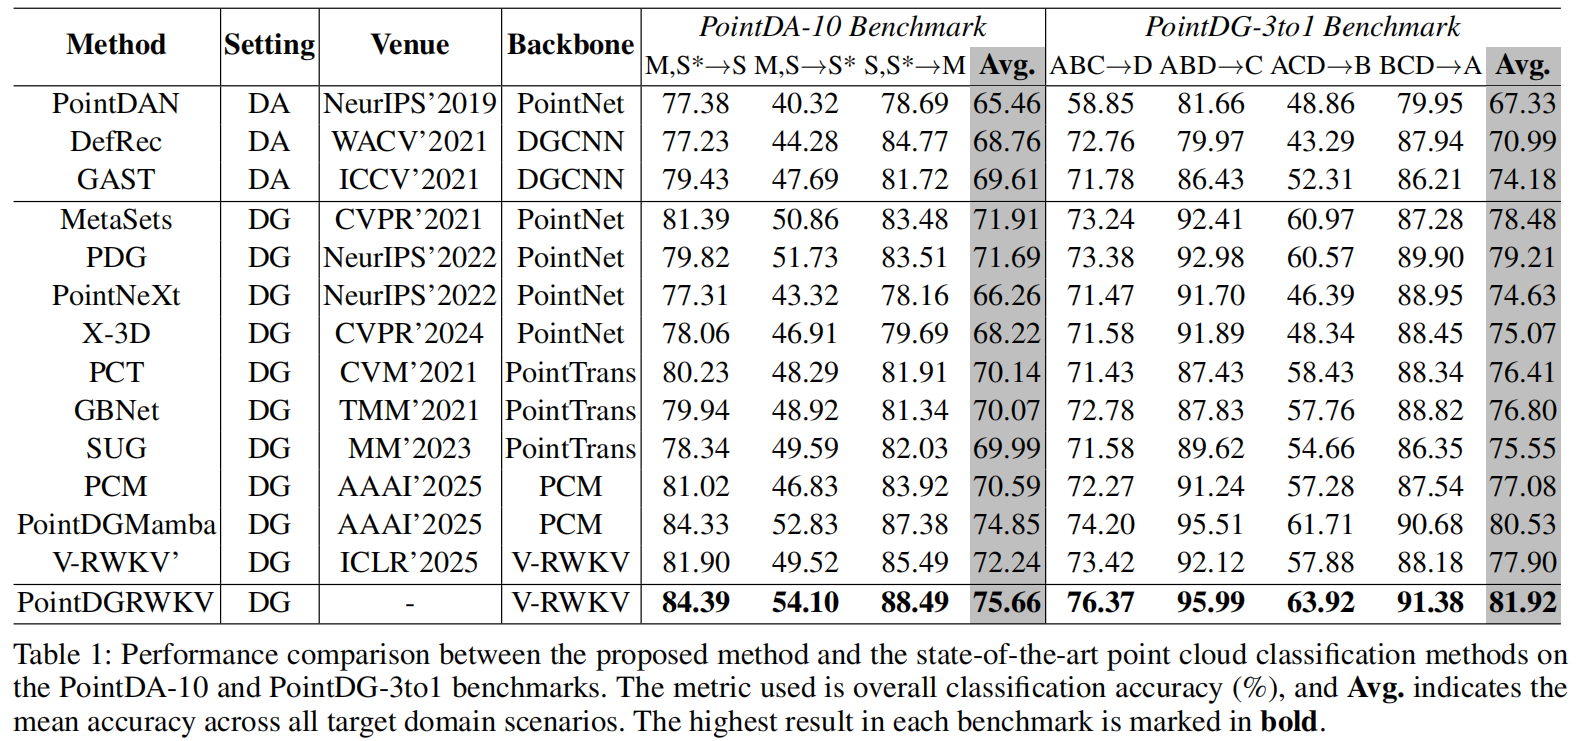 Method Setting Venue Backbone PointDA-10 Benchmark PointDG-3to1 Benchmark
M,S*→S M,S→S* S,S*→M Avg. ABC→D ABD→C ACD→B BCD→A Avg.
PointDAN DA NeurIPS'2019 PointNet 77.38 40.32 78.69 65.46 58.85 81.66 48.86 79.95 67.33
DefRec DA WACV'2021 DGCNN 77.23 44.28 84.77 68.76 72.76 79.97 43.29 87.94 70.99
GAST DA ICCV'2021 DGCNN 79.43 47.69 81.72 69.61 71.78 86.43 52.31 86.21 74.18
MetaSets DG CVPR'2021 PointNet 81.39 50.86 83.48 71.91 73.24 92.41 60.97 87.28 78.48
PDG DG NeurIPS'2022 PointNet 79.82 51.73 83.51 71.69 73.38 92.98 60.57 89.90 79.21
PointNeXt DG NeurIPS'2022 PointNet 77.31 43.32 78.16 66.26 71.47 91.70 46.39 88.95 74.63
X-3D DG CVPR'2024 PointNet 78.06 46.91 79.69 68.22 71.58 91.89 48.34 88.45 75.07
PCT DG CVM'2021 PointTrans 80.23 48.29 81.91 70.14 71.43 87.43 58.43 88.34 76.41
GBNet DG TMM'2021 PointTrans 79.94 48.92 81.34 70.07 72.78 87.83 57.76 88.82 76.80
SUG DG MM'2023 PointTrans 78.34 49.59 82.03 69.99 71.58 89.62 54.66 86.35 75.55
PCM DG AAAI'2025 PCM 81.02 46.83 83.92 70.59 72.27 91.24 57.28 87.54 77.08
PointDGMamba DG AAAI'2025 PCM 84.33 52.83 87.38 74.85 74.20 95.51 61.71 90.68 80.53
V-RWKV' DG ICLR'2025 V-RWKV 81.90 49.52 85.49 72.24 73.42 92.12 57.88 88.18 77.90
PointDGRWKV DG - V-RWKV 84.39 54.10 88.49 75.66 76.37 95.99 63.92 91.38 81.92
Table 1: Performance comparison between the proposed method and the state-of-the-art point cloud classification methods on
the PointDA-10 and PointDG-3to1 benchmarks. The metric used is overall classification accuracy (%), and Avg. indicates the
mean accuracy across all target domain scenarios. The highest result in each benchmark is marked in bold.